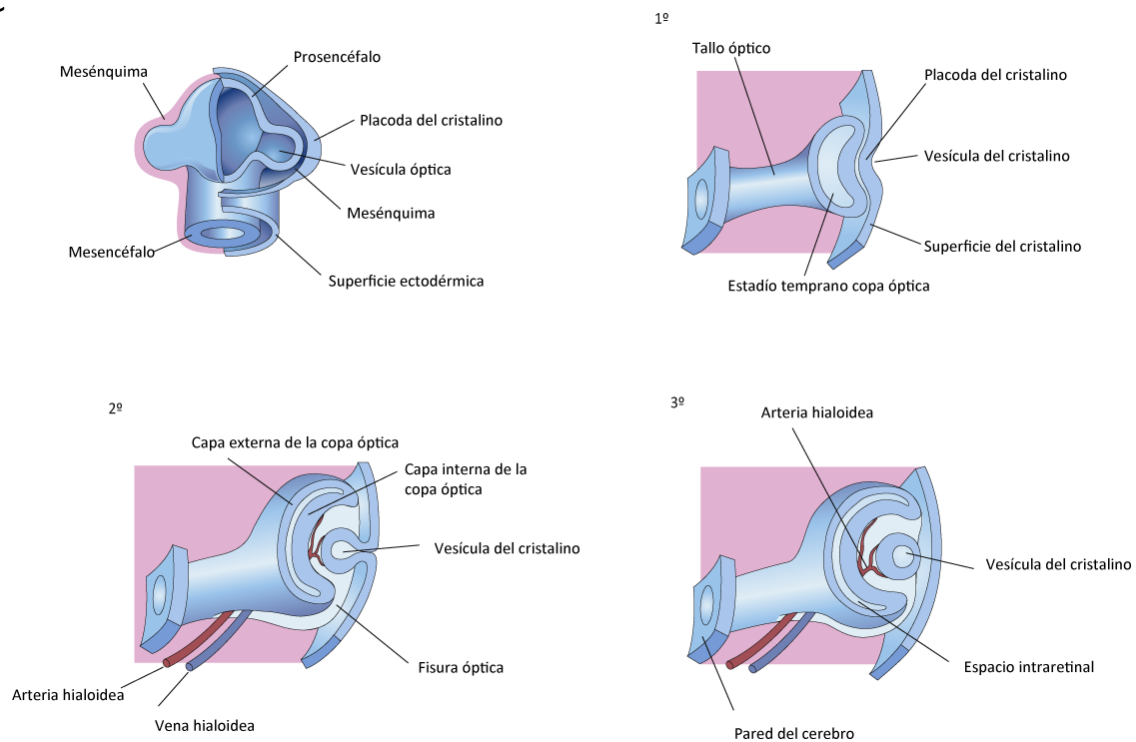 Mesénquima
Prosencéfalo
Placoda del cristalino
Vesícula óptica
Mesénquima
Mesencéfalo
Superficie ectodérmica
1º
Tallo óptico
Placoda del cristalino
Vesícula del cristalino
Superficie del cristalino
Estadío temprano copa óptica
2º
Capa externa de la copa óptica
Capa interna de la
copa óptica
Vesícula del cristalino
Fisura óptica
Arteria hialoidea
Vena hialoidea
3º
Arteria hialoidea
Vesícula del cristalino
Espacio intraretinal
Pared del cerebro